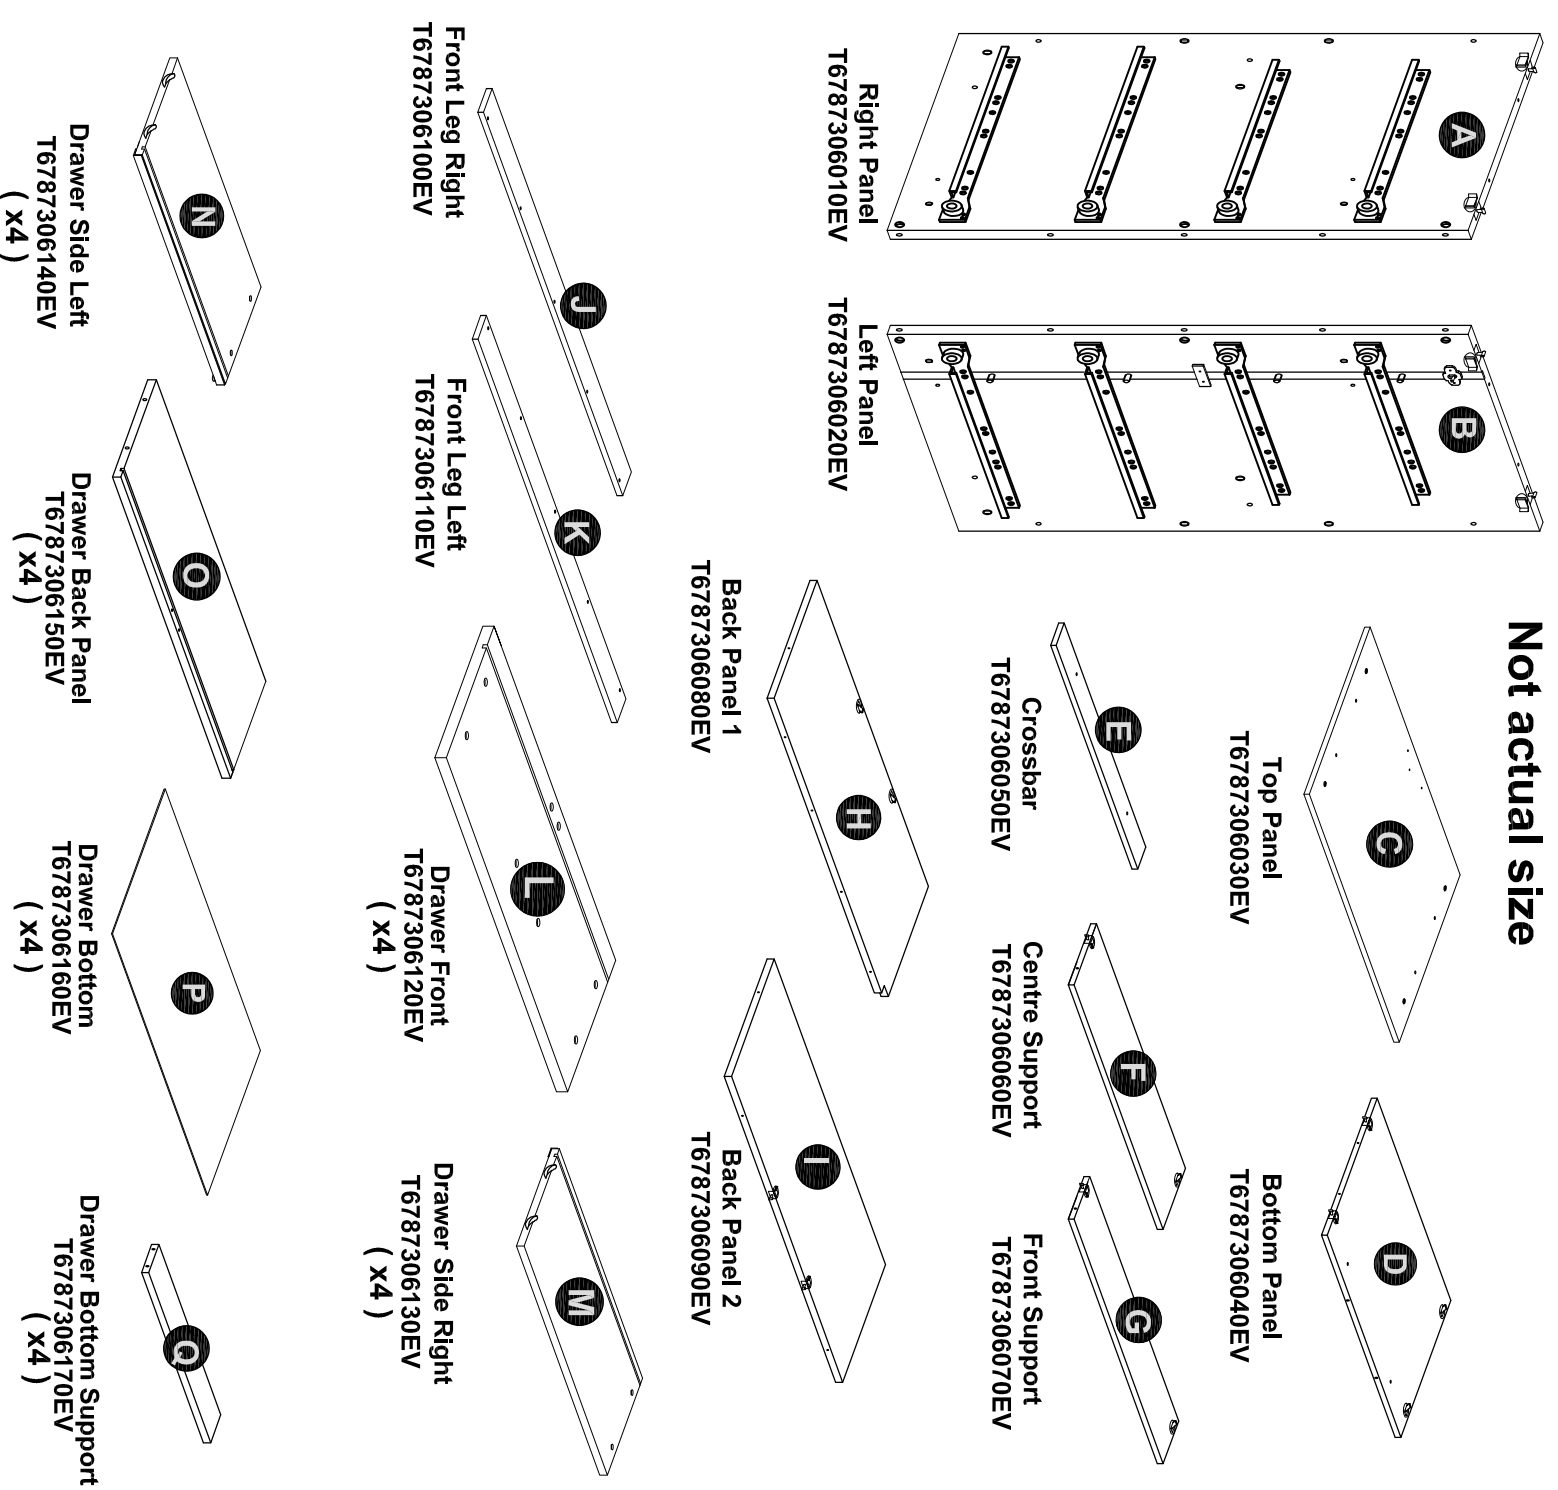 Not actual size
A
Right Panel
T6787306010EV
B
Left Panel
T6787306020EV
C
Top Panel
T6787306030EV
D
Bottom Panel
T6787306040EV
E
Crossbar
T6787306050EV
F
Centre Support
T6787306060EV
G
Front Support
T6787306070EV
H
Back Panel 1
T6787306080EV
I
Back Panel 2
T6787306090EV
J
Front Leg Right
T6787306100EV
K
Front Leg Left
T6787306110EV
L
Drawer Front
T6787306120EV
( x4 )
M
Drawer Side Right
T6787306130EV
( x4 )
N
Drawer Side Left
T6787306140EV
( x4 )
O
Drawer Back Panel
T6787306150EV
( x4 )
P
Drawer Bottom
T6787306160EV
( x4 )
Q
Drawer Bottom Support
T6787306170EV
( x4 )